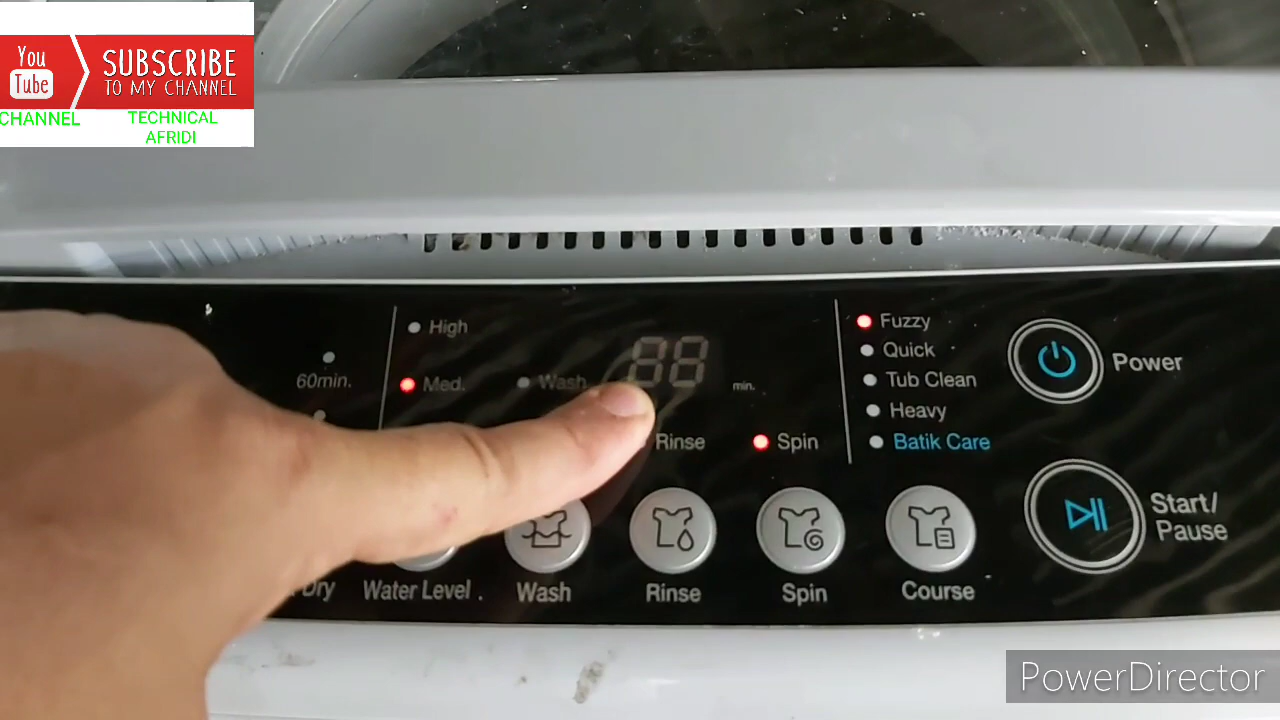 You
Tube
SUBSCRIBE
TO MY CHANNEL
CHANNEL
TECHNICAL
AFRIDI
60min.
High
Med.
Wash
88
min.
Rinse
Spin
Fuzzy
Quick
Tub Clean
Heavy
Batik Care
Power
Start/
Pause
Dry
Water Level
Wash
Rinse
Spin
Course
PowerDirector